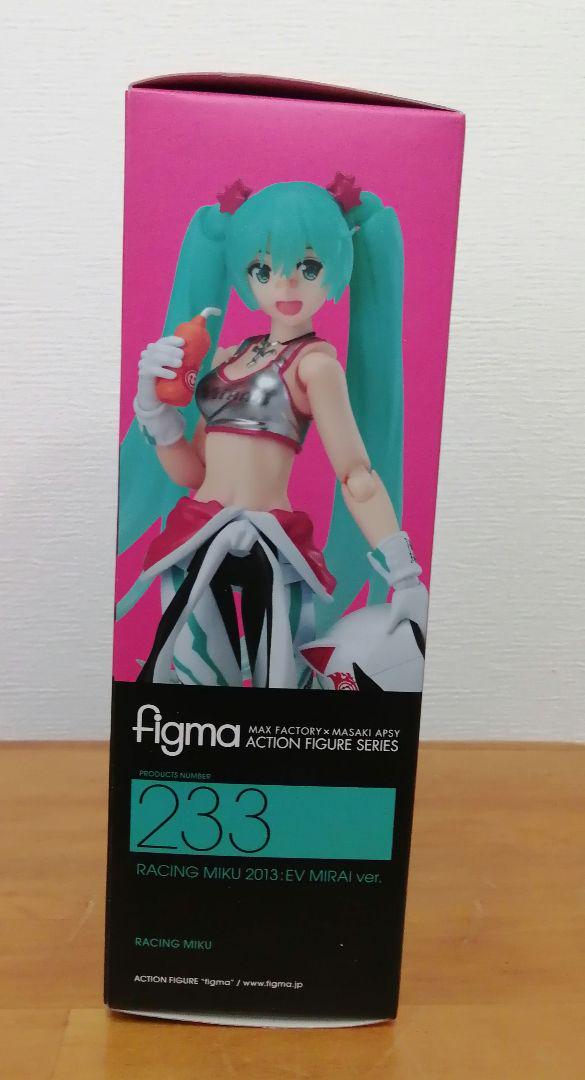 figma
MAX FACTORY × MASAKI APSY
ACTION FIGURE SERIES
PRODUCTS NUMBER
233
RACING MIKU 2013:EV MIRAI ver.
RACING MIKU
ACTION FIGURE "figma" / www.figma.jp